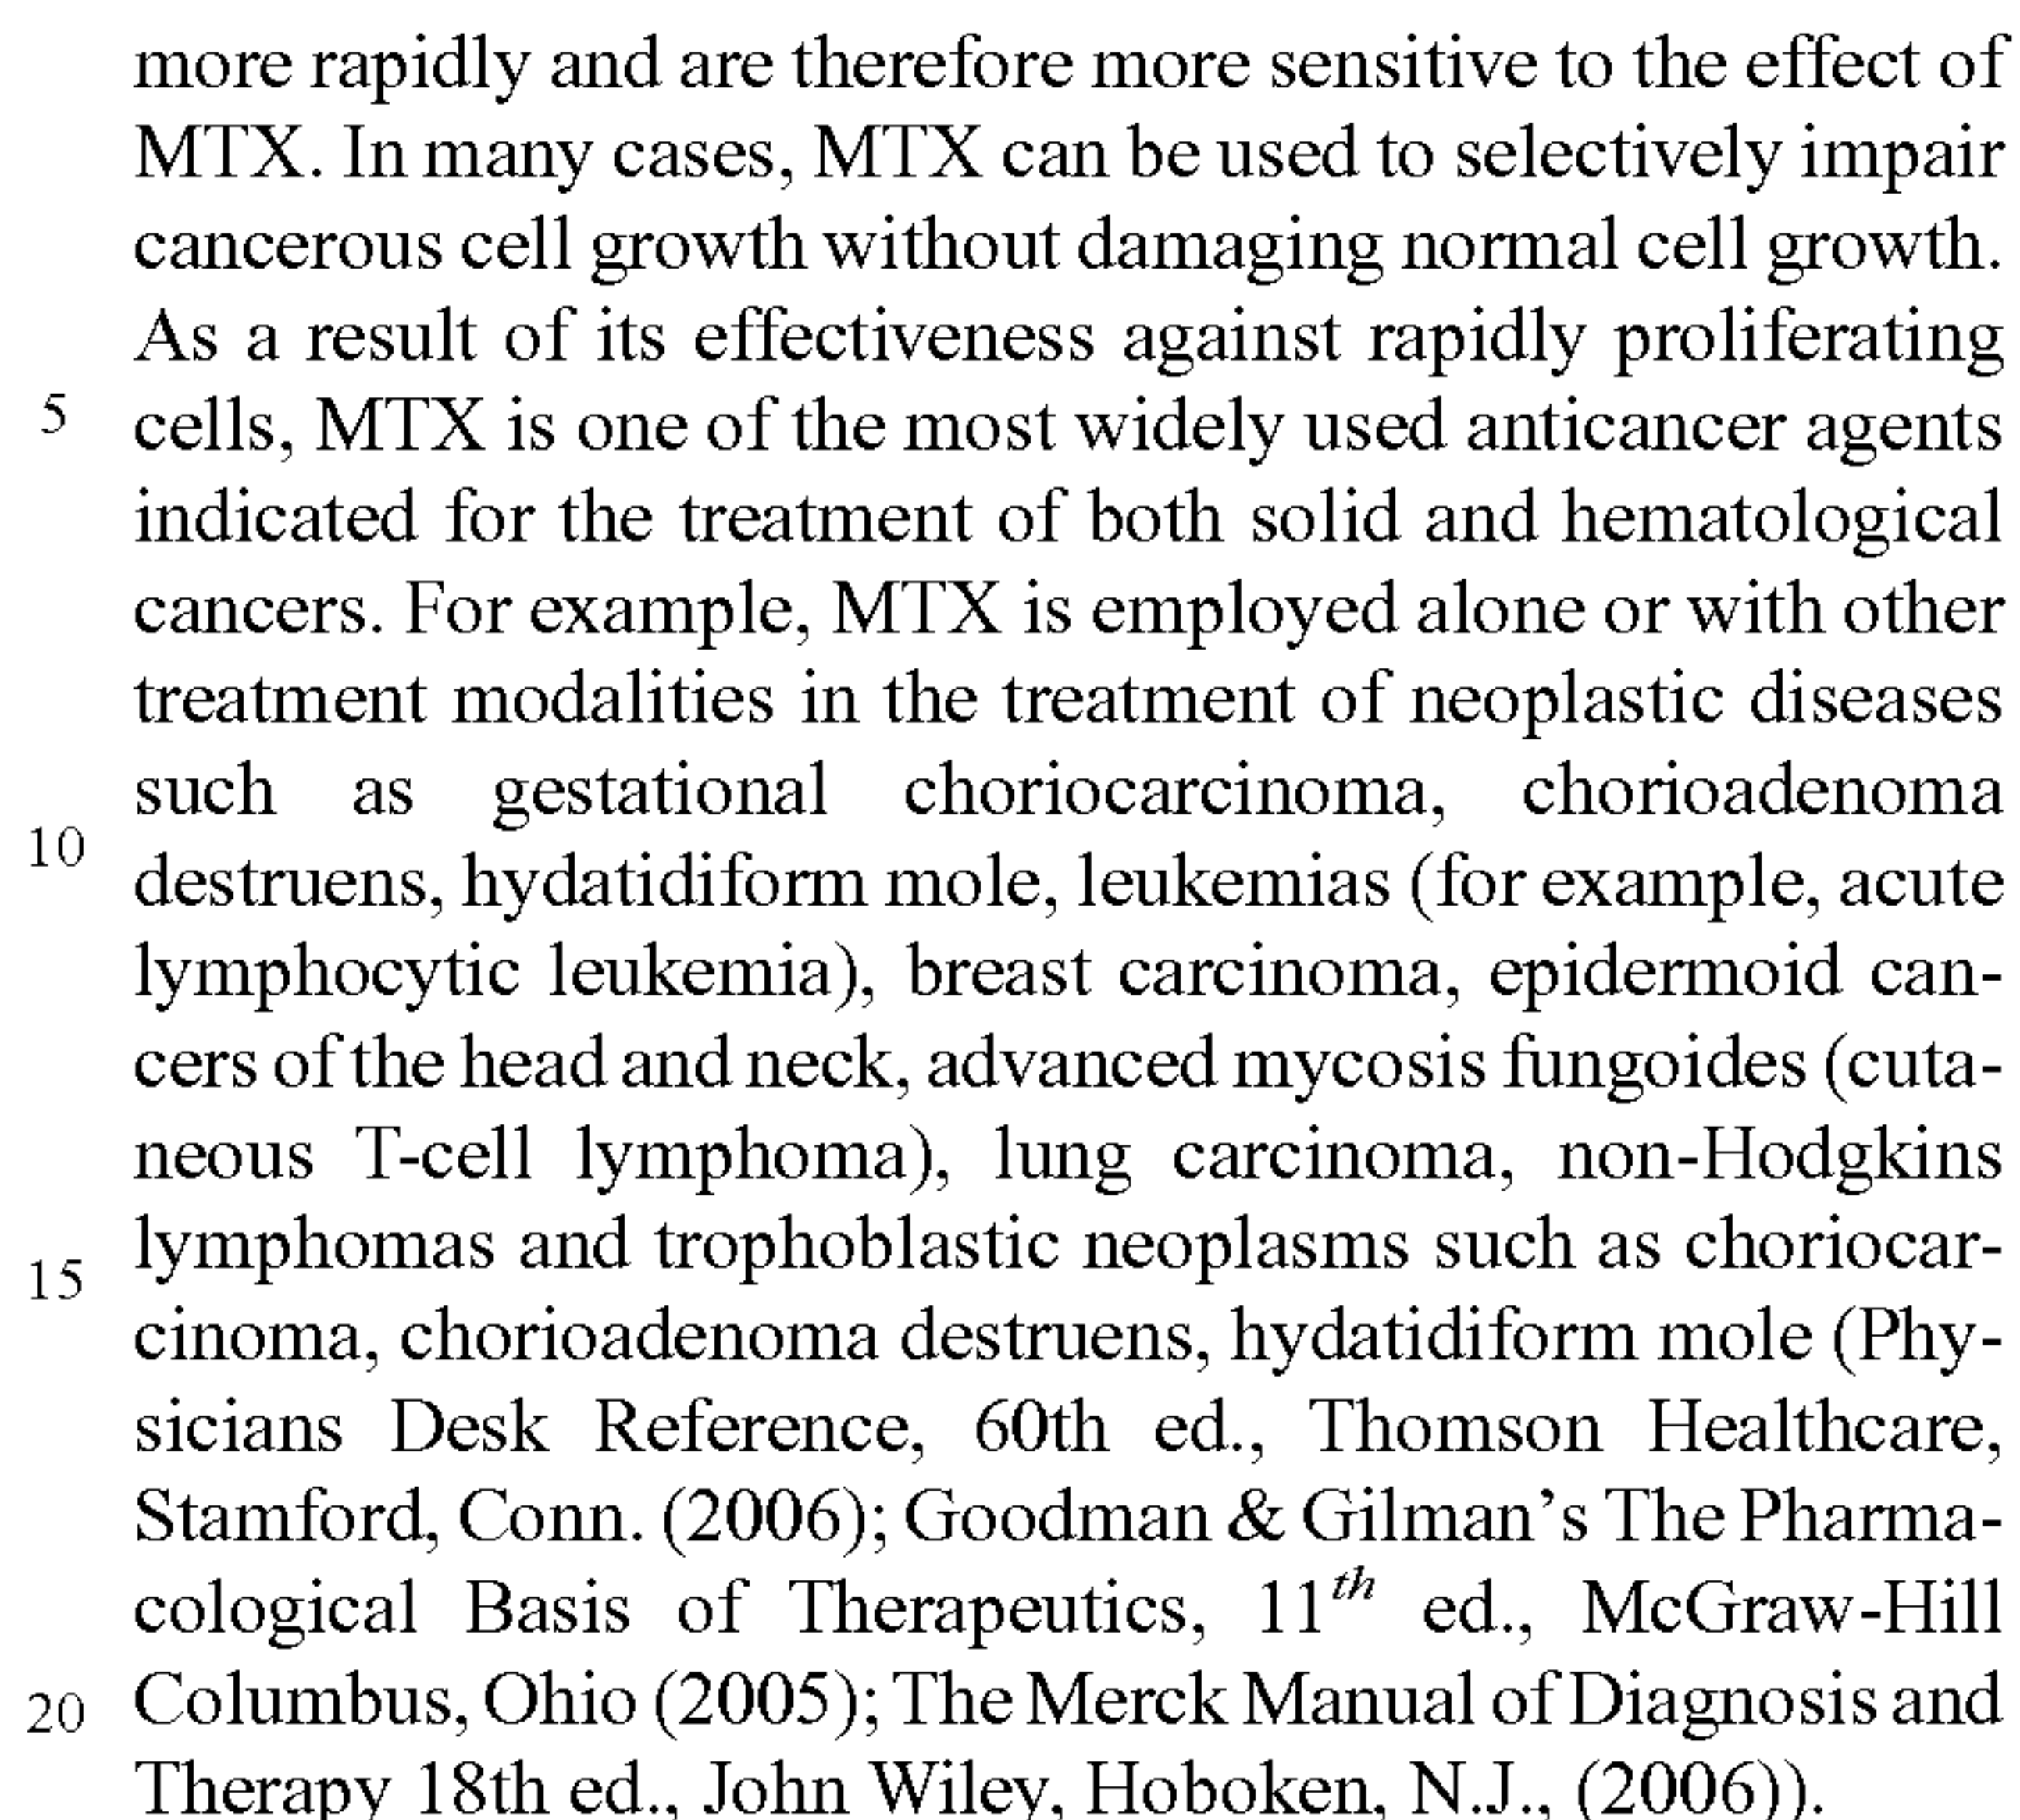 more rapidly and are therefore more sensitive to the effect of
MTX. In many cases, MTX can be used to selectively impair
cancerous cell growth without damaging normal cell growth.
As a result of its effectiveness against rapidly proliferating
5 cells, MTX is one of the most widely used anticancer agents
indicated for the treatment of both solid and hematological
cancers. For example, MTX is employed alone or with other
treatment modalities in the treatment of neoplastic diseases
such as gestational choriocarcinoma, chorioadenoma
10 destruens, hydatidiform mole, leukemias (for example, acute
lymphocytic leukemia), breast carcinoma, epidermoid can-
cers of the head and neck, advanced mycosis fungoides (cuta-
neous T-cell lymphoma), lung carcinoma, non-Hodgkins
15 lymphomas and trophoblastic neoplasms such as choriocar-
cinoma, chorioadenoma destruens, hydatidiform mole (Phy-
sicians Desk Reference, 60th ed., Thomson Healthcare,
Stamford, Conn. (2006); Goodman & Gilman’s The Pharma-
cological Basis of Therapeutics, 11th ed., McGraw-Hill
20 Columbus, Ohio (2005); The Merck Manual of Diagnosis and
Therapy 18th ed., John Wiley, Hoboken, N.J., (2006)).